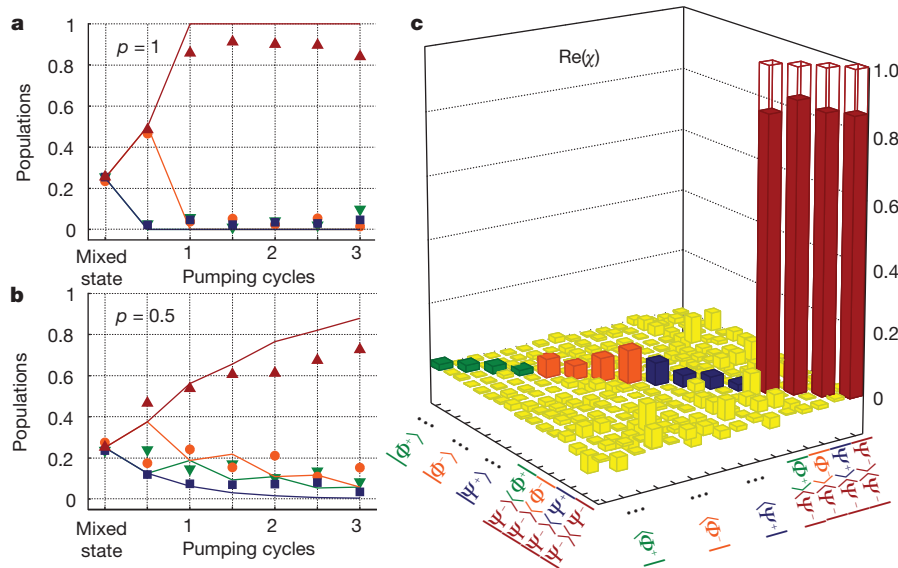 a
p = 1
Populations
1
0.8
0.6
0.4
0.2
0
Mixed state
1
2
3
Pumping cycles
b
p = 0.5
Populations
1
0.8
0.6
0.4
0.2
0
Mixed state
1
2
3
Pumping cycles
c
Re(χ)
1.0
0.8
0.6
0.4
0.2
0
...
...
...
|Φ⁺⟩
|Φ⁻⟩
|Ψ⁺⟩
|Ψ⁻⟩⟨Φ⁺|
|Ψ⁻⟩⟨Φ⁻|
|Ψ⁻⟩⟨Ψ⁺|
|Ψ⁻⟩⟨Ψ⁻|
...
...
...
|Φ⁺⟩
|Φ⁻⟩
|Ψ⁺⟩
|Ψ⁻⟩⟨Φ⁺|
|Ψ⁻⟩⟨Φ⁻|
|Ψ⁻⟩⟨Ψ⁺|
|Ψ⁻⟩⟨Ψ⁻|